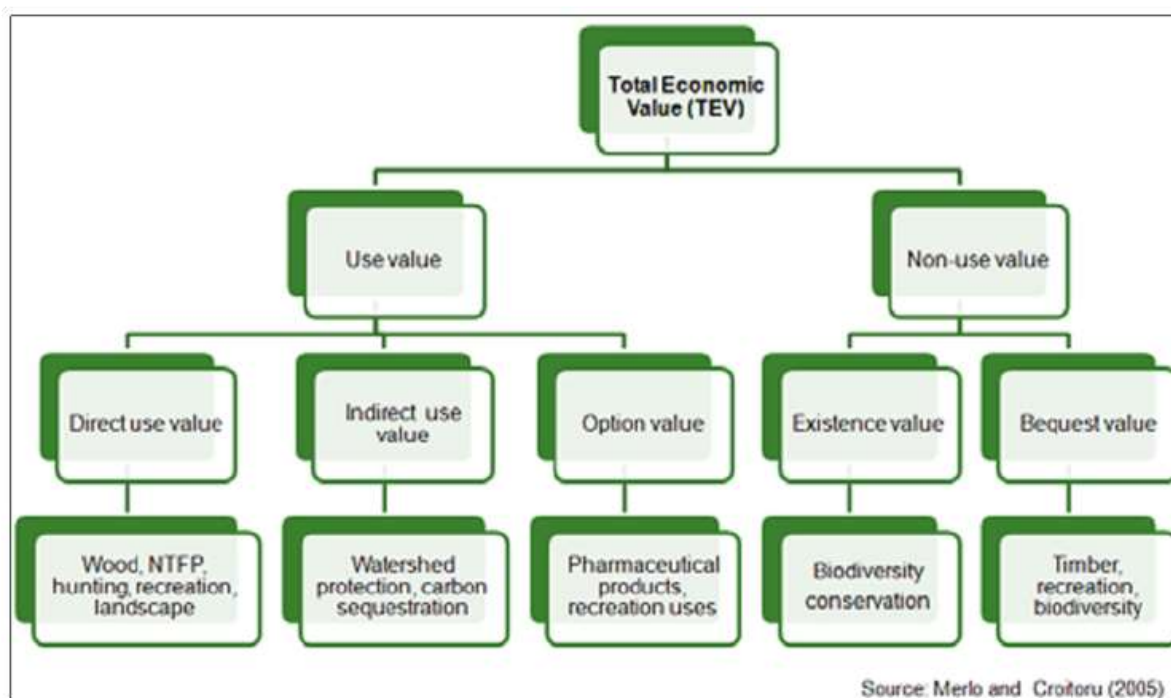 Total Economic
Value (TEV)
Use value
Non-use value
Direct use value
Indirect use
value
Option value
Existence value
Bequest value
Wood, NTFP,
hunting, recreation,
landscape
Watershed
protection, carbon
sequestration
Pharmaceutical
products,
recreation uses
Biodiversity
conservation
Timber,
recreation,
biodiversity
Source: Merlo and Croitoru (2005)